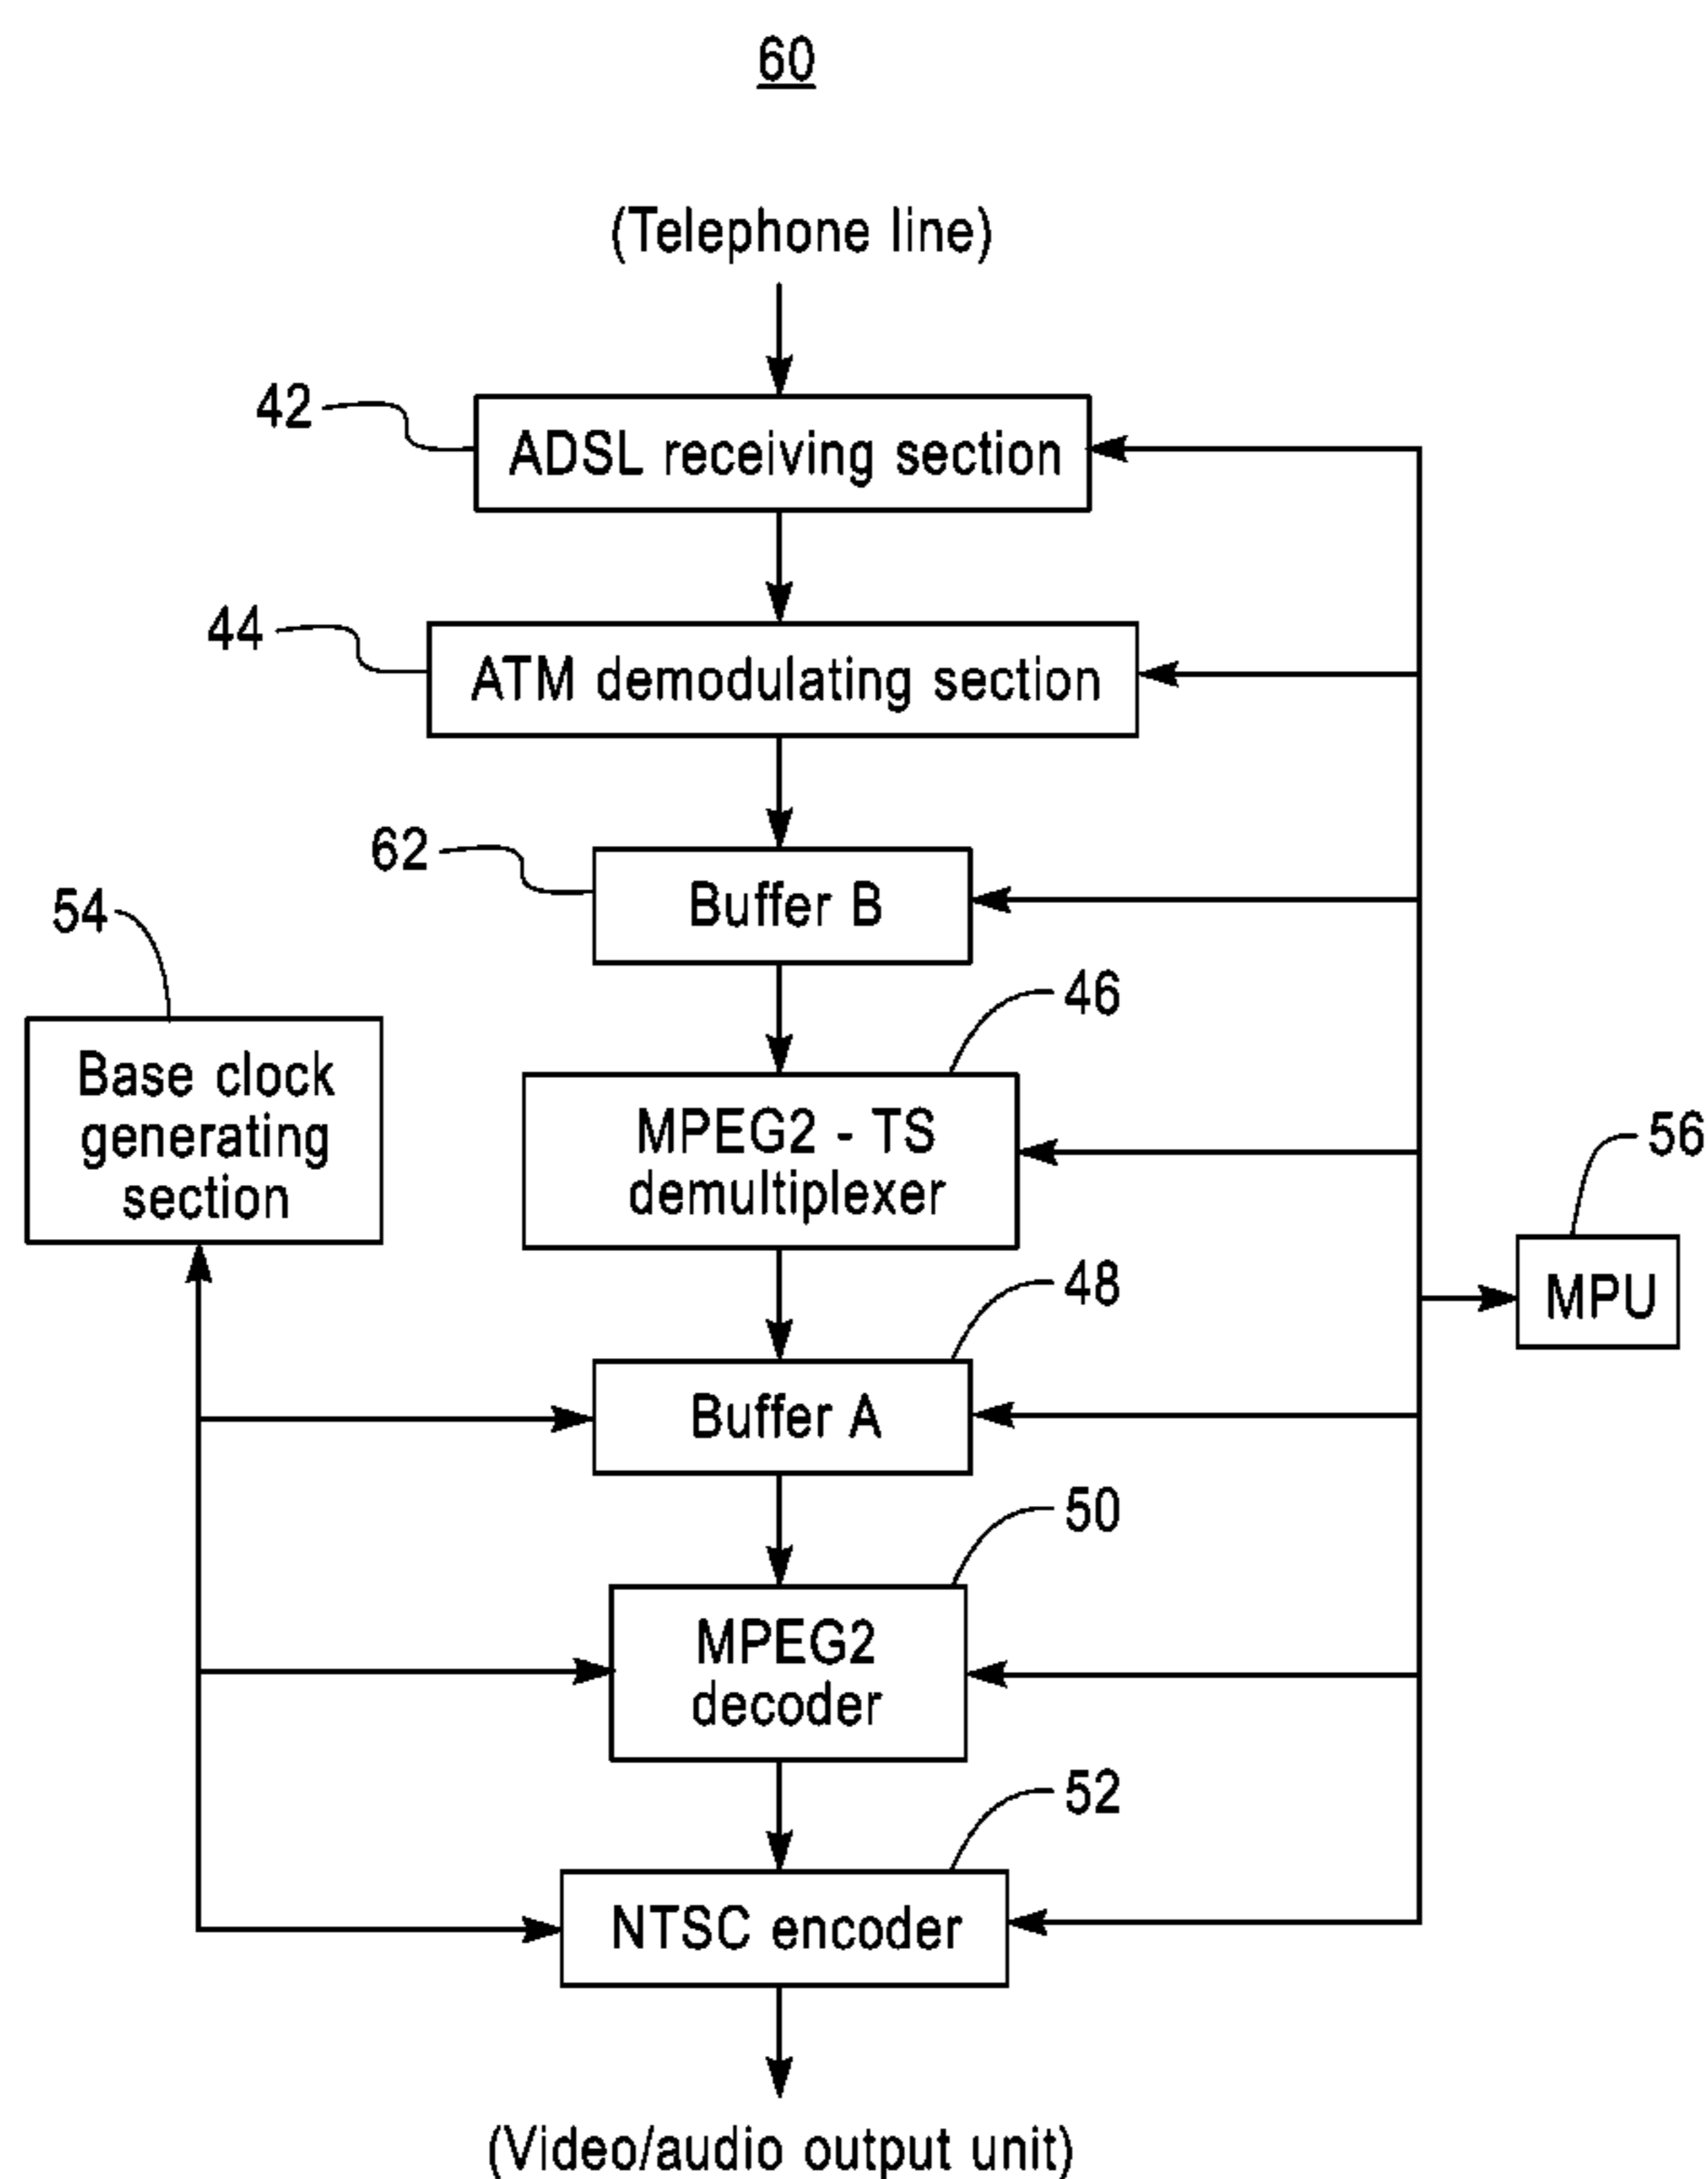 60
(Telephone line)
42
ADSL receiving section
44
ATM demodulating section
62
Buffer B
54
Base clock
generating
section
46
MPEG2 - TS
demultiplexer
56
MPU
48
Buffer A
50
MPEG2
decoder
52
NTSC encoder
(Video/audio output unit)